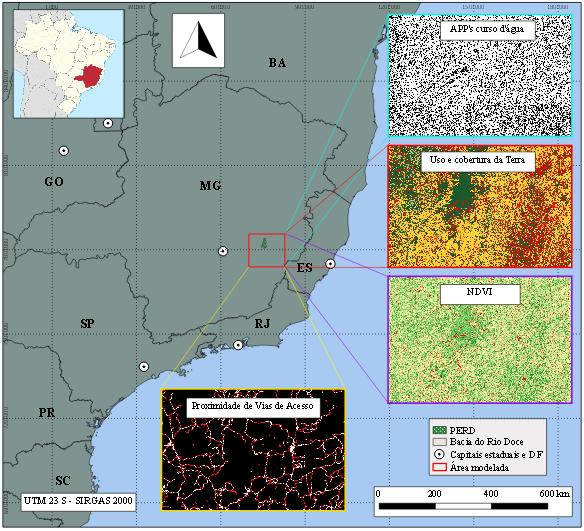 BA
GO
MG
ES
SP
RJ
PR
SC
APP's curso d'água
Uso e cobertura da Terra
NDVI
Proximidade de Vias de Acesso
PERD
Bacia do Rio Doce
Capitais estaduais e DF
Área modelada
UTM 23 S - SIRGAS 2000
0 200 400 600 km